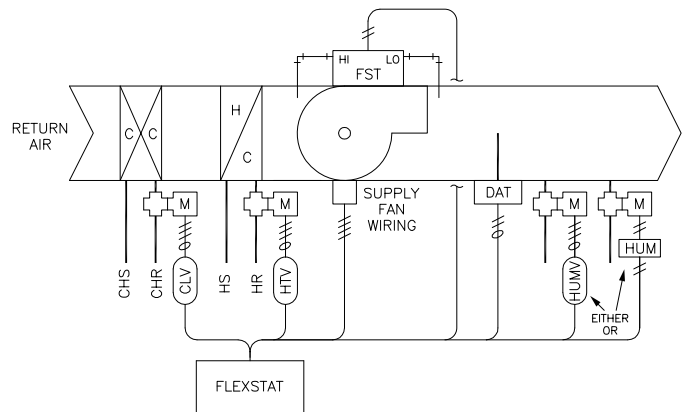 HI
LO
FST
RETURN
AIR
C
C
H
C
M
M
SUPPLY
FAN
WIRING
DAT
M
M
HUM
CHS
CHR
CLV
HS
HR
HTV
HUMV
EITHER
OR
FLEXSTAT